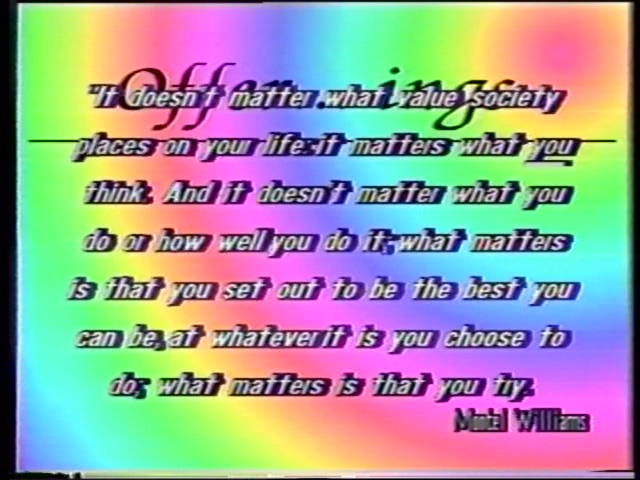 Offerings
"It doesn't matter what value society
places on your life: it matters what you
think. And it doesn't matter what you
do or how well you do it; what matters
is that you set out to be the best you
can be, at whatever it is you choose to
do; what matters is that you try.
Montel Williams